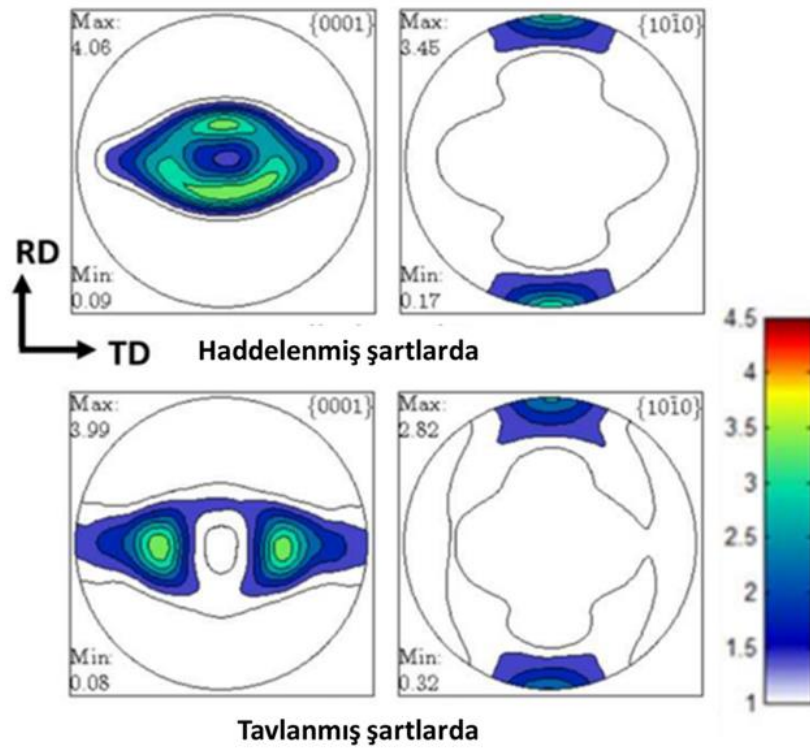 Max:
4.06
{0001}
Min:
0.09
Max:
3.45
{101̄0}
Min:
0.17
RD
TD
Haddelenmiş şartlarda
Max:
3.99
{0001}
Min:
0.08
Max:
2.82
{101̄0}
Min:
0.32
Tavlanmış şartlarda
4.5
4
3.5
3
2.5
2
1.5
1